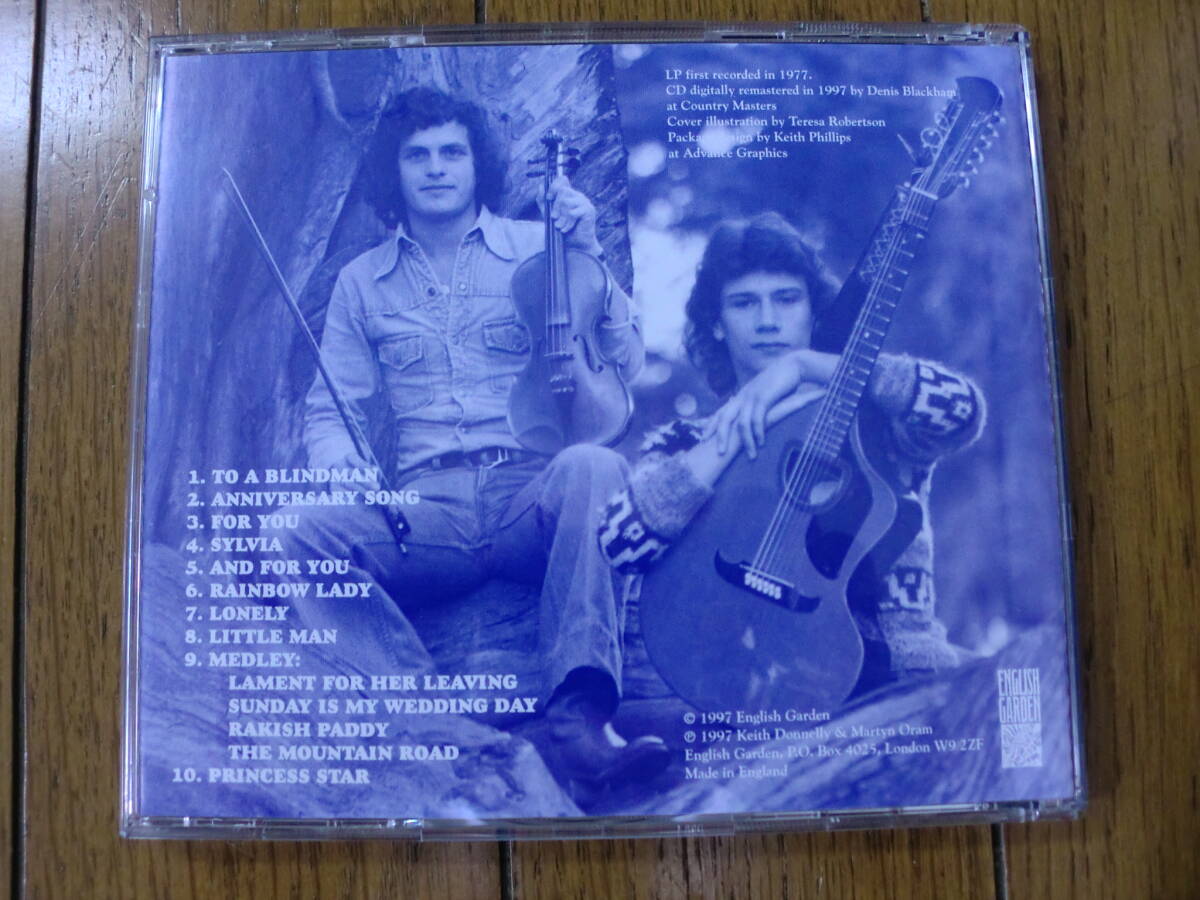 LP first recorded in 1977.
CD digitally remastered in 1997 by Denis Blackham
at Country Masters
Cover illustration by Teresa Robertson
Package design by Keith Phillips
at Advance Graphics
1. TO A BLINDMAN
2. ANNIVERSARY SONG
3. FOR YOU
4. SYLVIA
5. AND FOR YOU
6. RAINBOW LADY
7. LONELY
8. LITTLE MAN
9. MEDLEY:
LAMENT FOR HER LEAVING
SUNDAY IS MY WEDDING DAY
RAKISH PADDY
THE MOUNTAIN ROAD
10. PRINCESS STAR
© 1997 English Garden
℗ 1997 Keith Donnelly & Martyn Oram
English Garden, P.O. Box 4025, London W9 2ZF
Made in England
ENGLISH
GARDEN